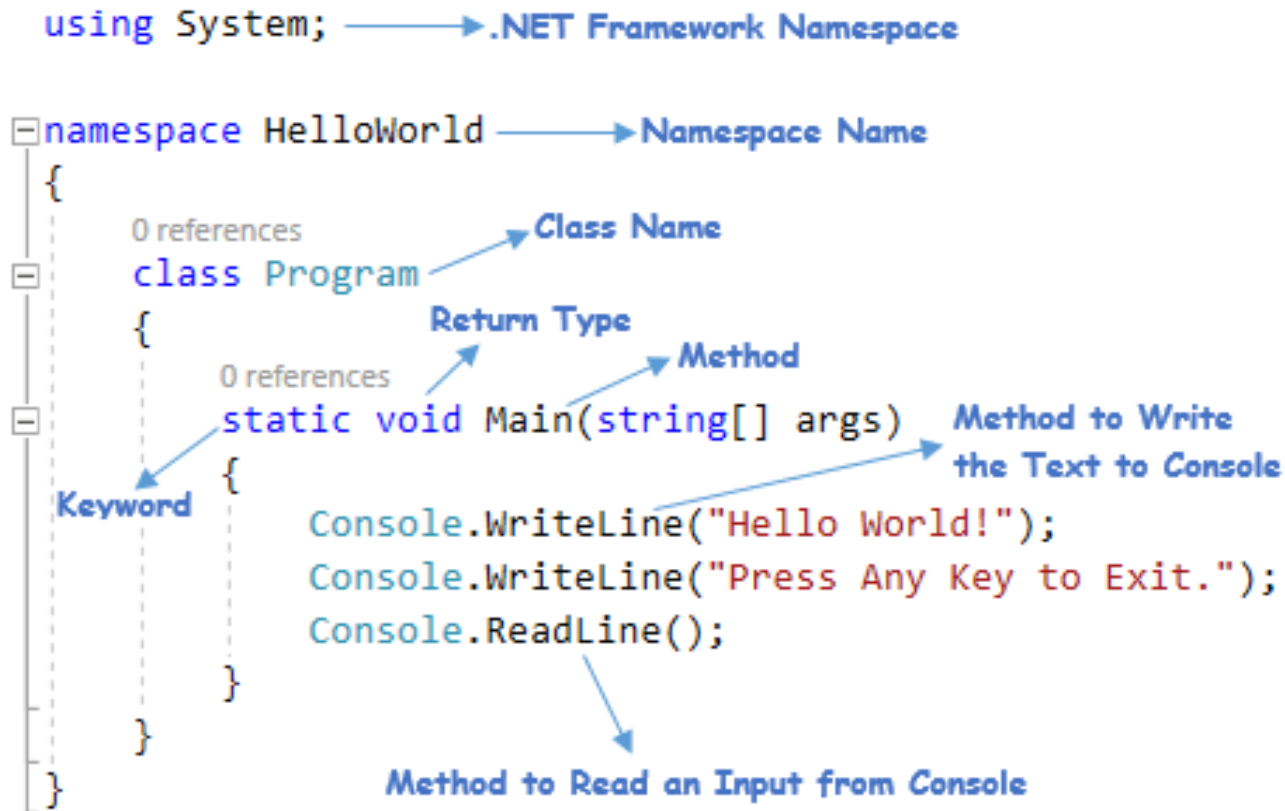 using System; .NET Framework Namespace
namespace HelloWorld Namespace Name
{
0 references
Class Name
class Program
{
Return Type
Method
0 references
static void Main(string[] args)
Method to Write
the Text to Console
Keyword
{
Console.WriteLine("Hello World!");
Console.WriteLine("Press Any Key to Exit.");
Console.ReadLine();
}
}
Method to Read an Input from Console
}